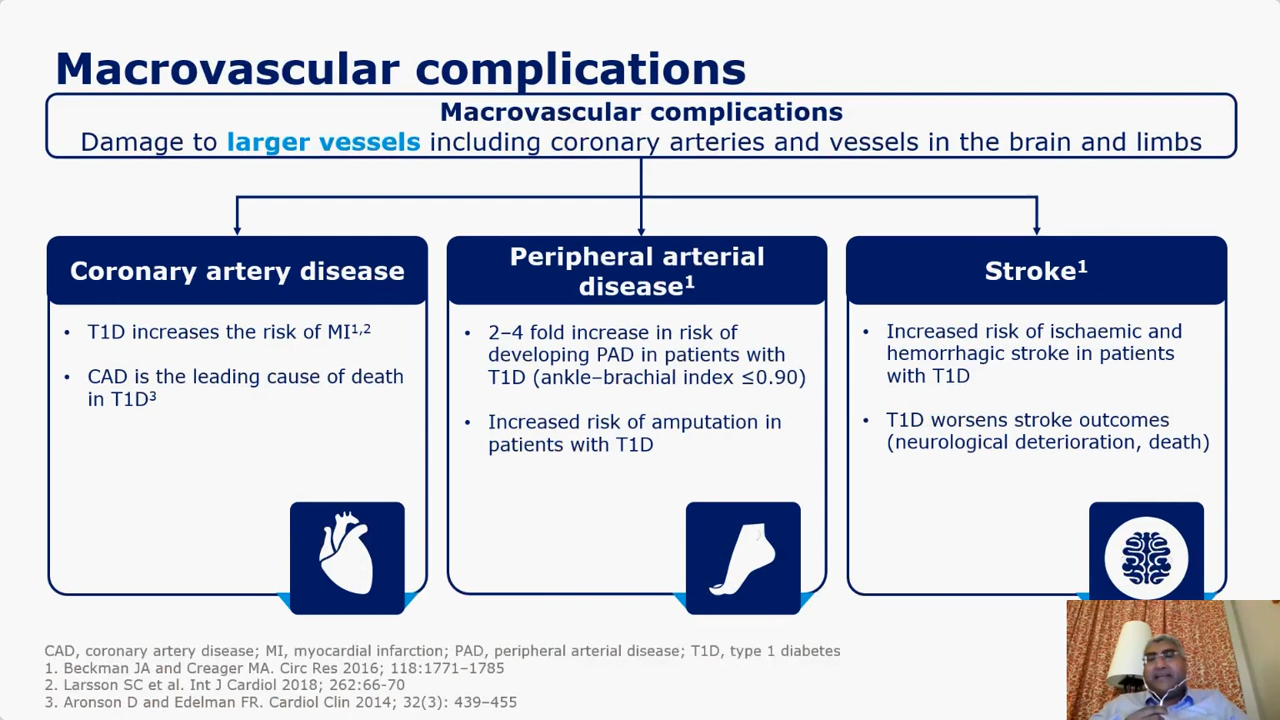 Macrovascular complications
Macrovascular complications
Damage to larger vessels including coronary arteries and vessels in the brain and limbs
Coronary artery disease
• T1D increases the risk of MI¹,²
• CAD is the leading cause of death
in T1D³
Peripheral arterial
disease¹
• 2–4 fold increase in risk of
developing PAD in patients with
T1D (ankle–brachial index ≤0.90)
• Increased risk of amputation in
patients with T1D
Stroke¹
• Increased risk of ischaemic and
hemorrhagic stroke in patients
with T1D
• T1D worsens stroke outcomes
(neurological deterioration, death)
CAD, coronary artery disease; MI, myocardial infarction; PAD, peripheral arterial disease; T1D, type 1 diabetes
1. Beckman JA and Creager MA. Circ Res 2016; 118:1771–1785
2. Larsson SC et al. Int J Cardiol 2018; 262:66-70
3. Aronson D and Edelman FR. Cardiol Clin 2014; 32(3): 439–455